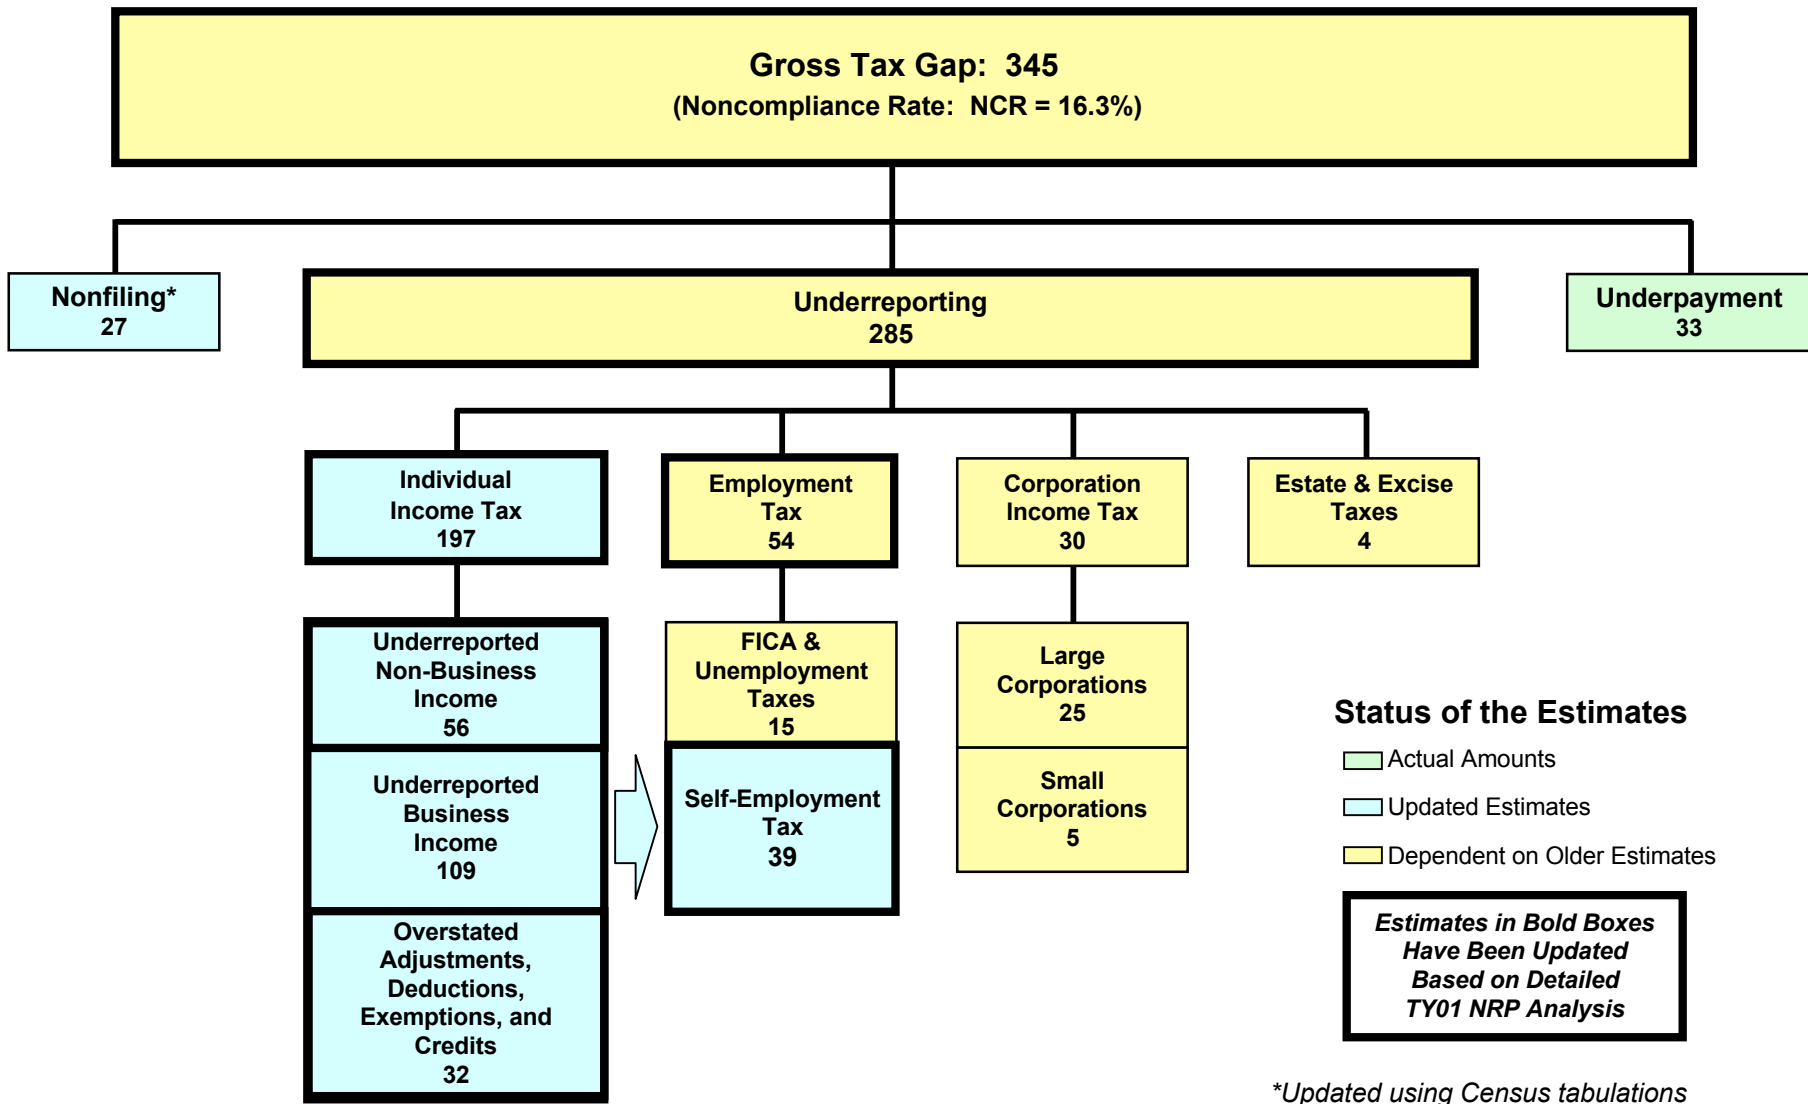 Gross Tax Gap: 345
(Noncompliance Rate: NCR = 16.3%)
Nonfiling*
27
Underreporting
285
Underpayment
33
Individual
Income Tax
197
Employment
Tax
54
Corporation
Income Tax
30
Estate & Excise
Taxes
4
Underreported
Non-Business
Income
56
Underreported
Business
Income
109
Overstated
Adjustments,
Deductions,
Exemptions, and
Credits
32
FICA &
Unemployment
Taxes
15
Self-Employment
Tax
39
Large
Corporations
25
Small
Corporations
5
Status of the Estimates
Actual Amounts
Updated Estimates
Dependent on Older Estimates
Estimates in Bold Boxes
Have Been Updated
Based on Detailed
TY01 NRP Analysis
*Updated using Census tabulations